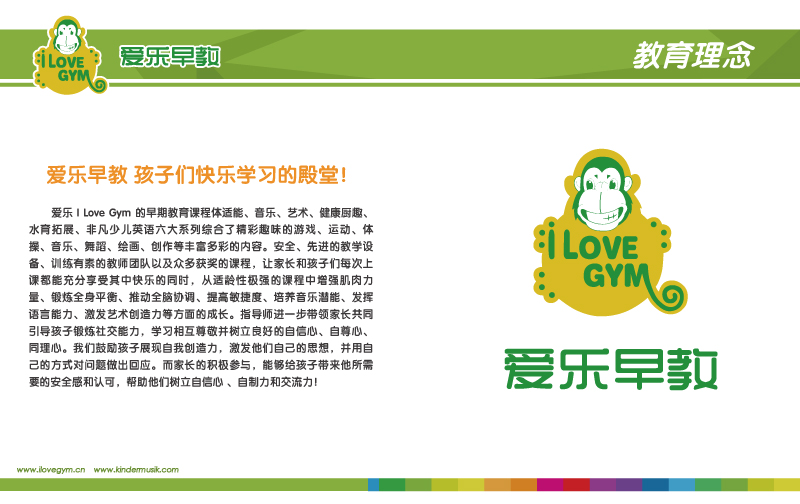 I LOVE
GYM
爱乐早教
教育理念
爱乐早教 孩子们快乐学习的殿堂!
爱乐 I Love Gym 的早期教育课程体适能、音乐、艺术、健康厨趣、
水育拓展、非凡少儿英语六大系列综合了精彩趣味的游戏、运动、体
操、音乐、舞蹈、绘画、创作等丰富多彩的内容。安全、先进的教学设
备、训练有素的教师团队以及众多获奖的课程，让家长和孩子们每次上
课都能充分享受其中快乐的同时，从适龄性极强的课程中增强肌肉力
量、锻炼全身平衡、推动全脑协调、提高敏捷度、培养音乐潜能、发挥
语言能力、激发艺术创造力等方面的成长。指导师进一步带领家长共同
引导孩子锻炼社交能力，学习相互尊敬并树立良好的自信心、自尊心、
同理心。我们鼓励孩子展现自我创造力，激发他们自己的思想，并用自
己的方式对问题做出回应。而家长的积极参与，能够给孩子带来他所需
要的安全感和认可，帮助他们树立自信心 、自制力和交流力!
I LOVE
GYM
爱乐早教
www.ilovegym.cn www.kindermusik.com